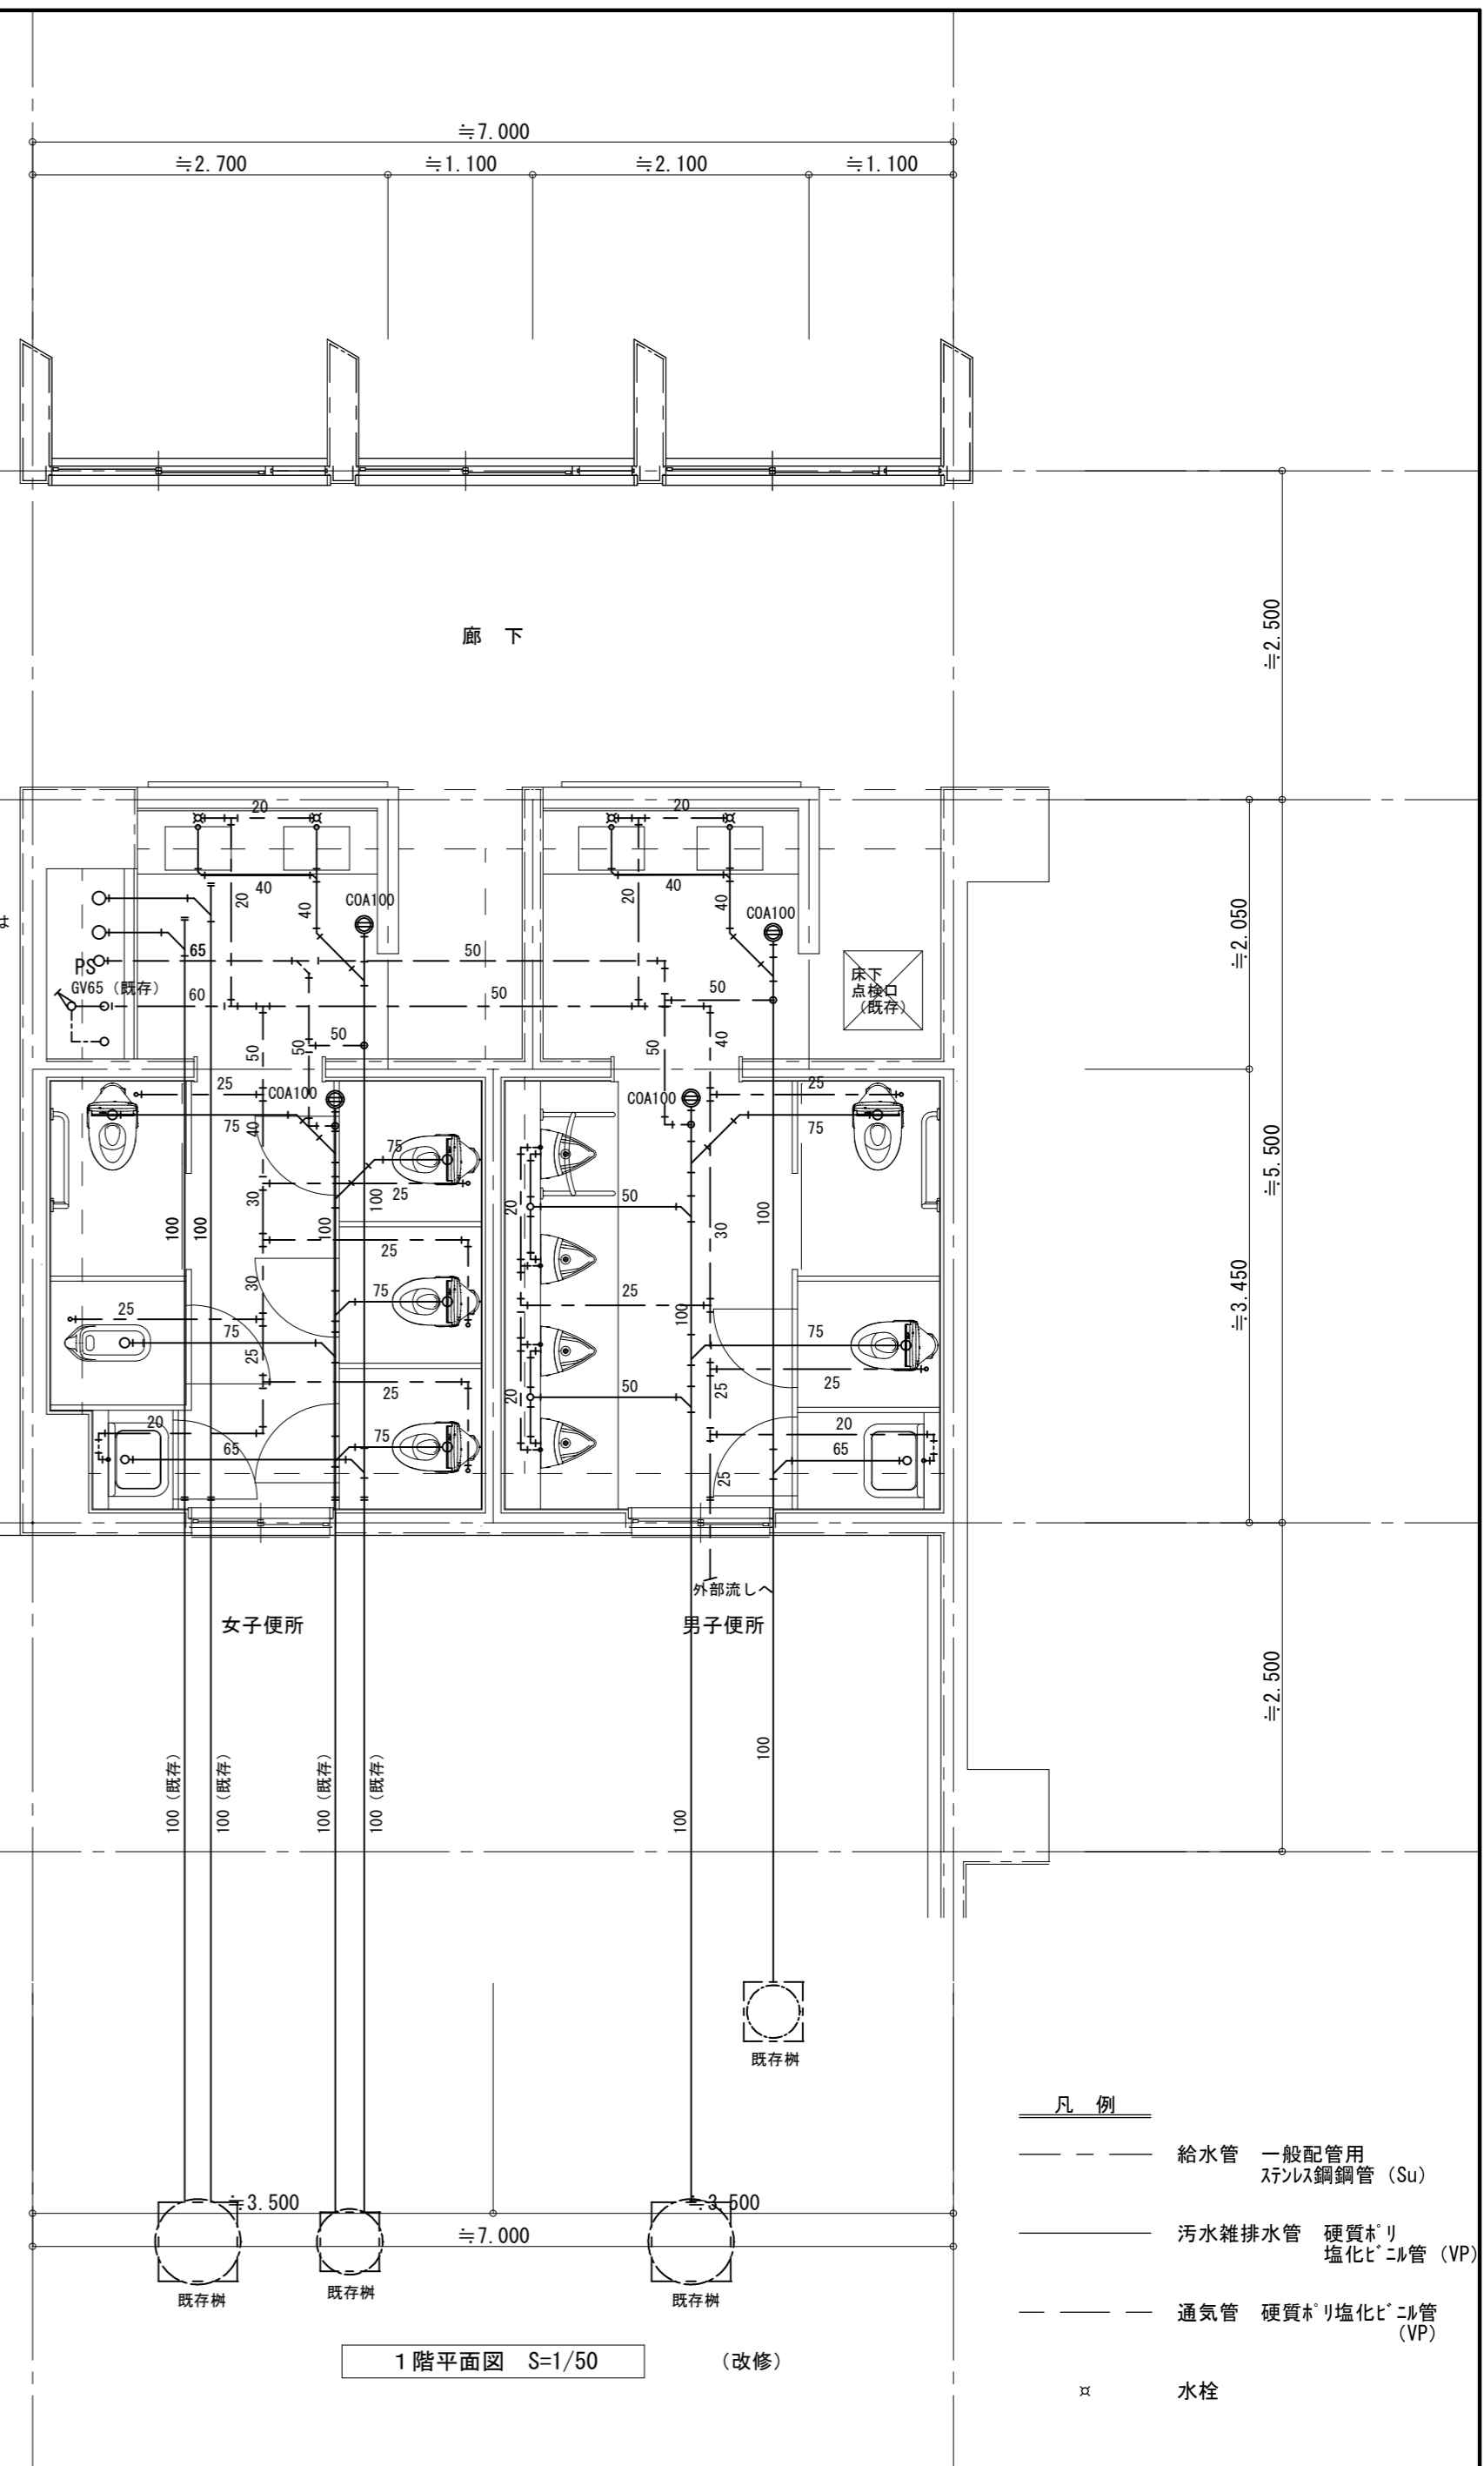 ≒7.000
≒2.700
≒1.100
≒2.100
≒1.100
廊 下
≒2.500
20
20
40
40
20
40
20
40
COA100
COA100
は
≒2.050
65
50
PS
GV65（既存）
60
50
50
床下
点検口
（既存）
50
50
50
50
40
25
COA100
COA100
25
75
40
75
75
≒5.500
30
25
100
50
20
100
100
100
100
30
25
30
75
25
25
100
≒3.450
75
75
25
25
25
25
50
20
25
20
75
20
65
65
25
外部流しへ
女子便所
男子便所
≒2.500
100
100（既存）
100（既存）
100（既存）
100（既存）
100
既存桝
凡 例
給水管 一般配管用
ステンレス鋼鋼管（Su）
≒3.500
≒3.500
汚水雑排水管 硬質ポリ
塩化ビニル管（VP）
≒7.000
既存桝
既存桝
既存桝
通気管 硬質ポリ塩化ビニル管
（VP）
1階平面図 S=1/50
（改修）
水栓